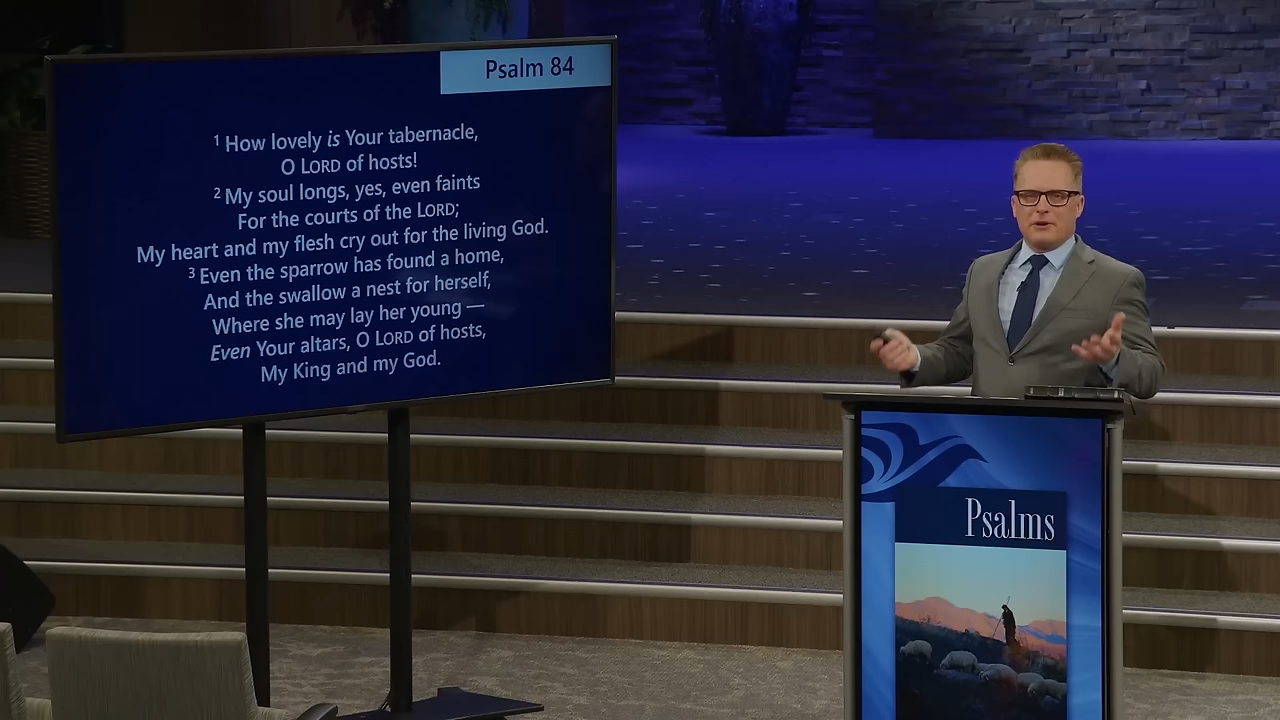 Psalm 84
1 How lovely is Your tabernacle,
O LORD of hosts!
2 My soul longs, yes, even faints
For the courts of the LORD;
My heart and my flesh cry out for the living God.
3 Even the sparrow has found a home,
And the swallow a nest for herself,
Where she may lay her young —
Even Your altars, O LORD of hosts,
My King and my God.
Psalms